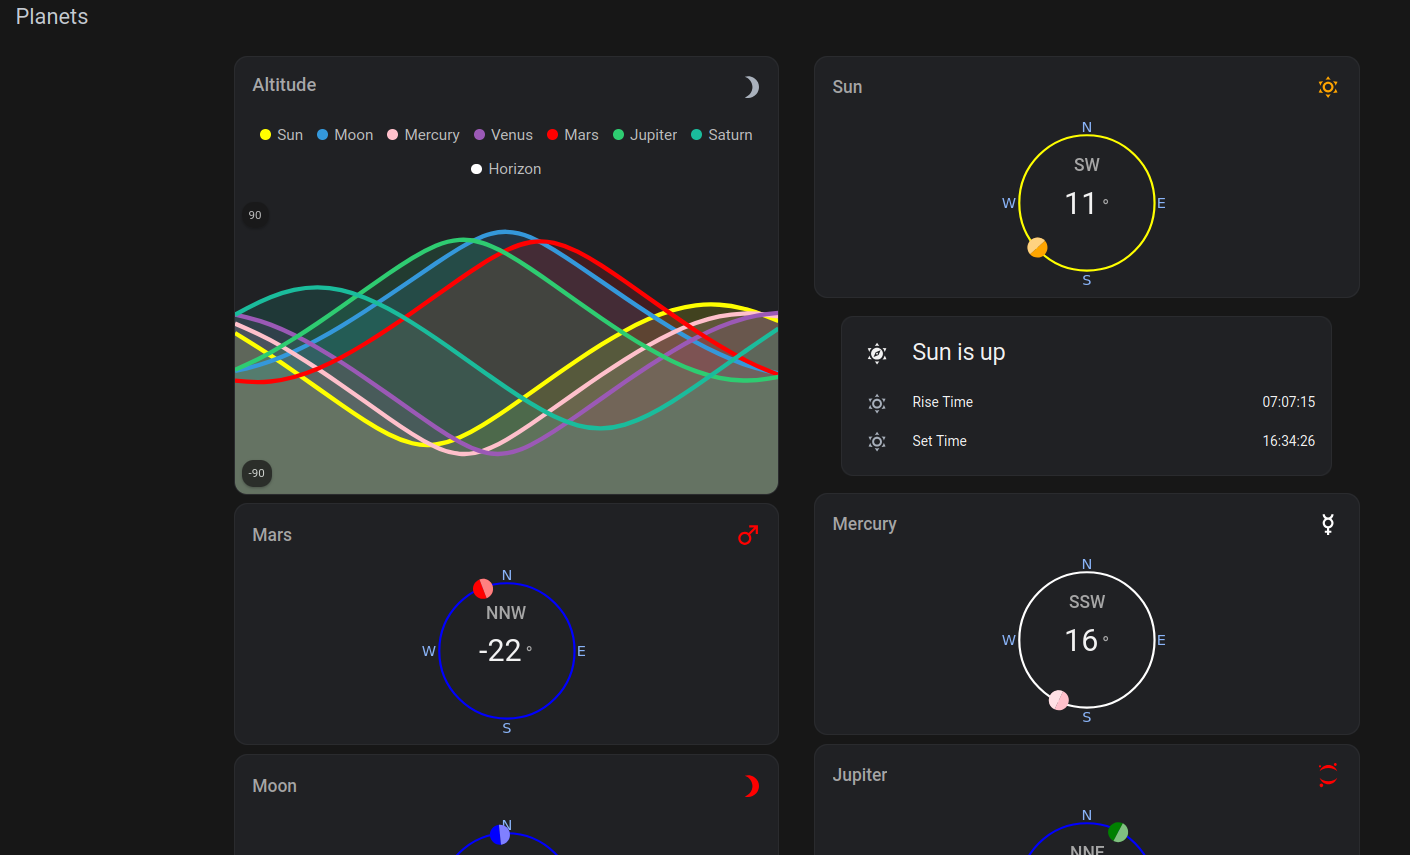 Planets
Altitude
Sun Moon Mercury Venus Mars Jupiter Saturn
Horizon
90
-90
Sun
N
SW
W 11 ° E
S
Sun is up
Rise Time 07:07:15
Set Time 16:34:26
Mars
N
NNW
W -22 ° E
S
Mercury
N
SSW
W 16 ° E
S
Moon
N
Jupiter
N
NNE